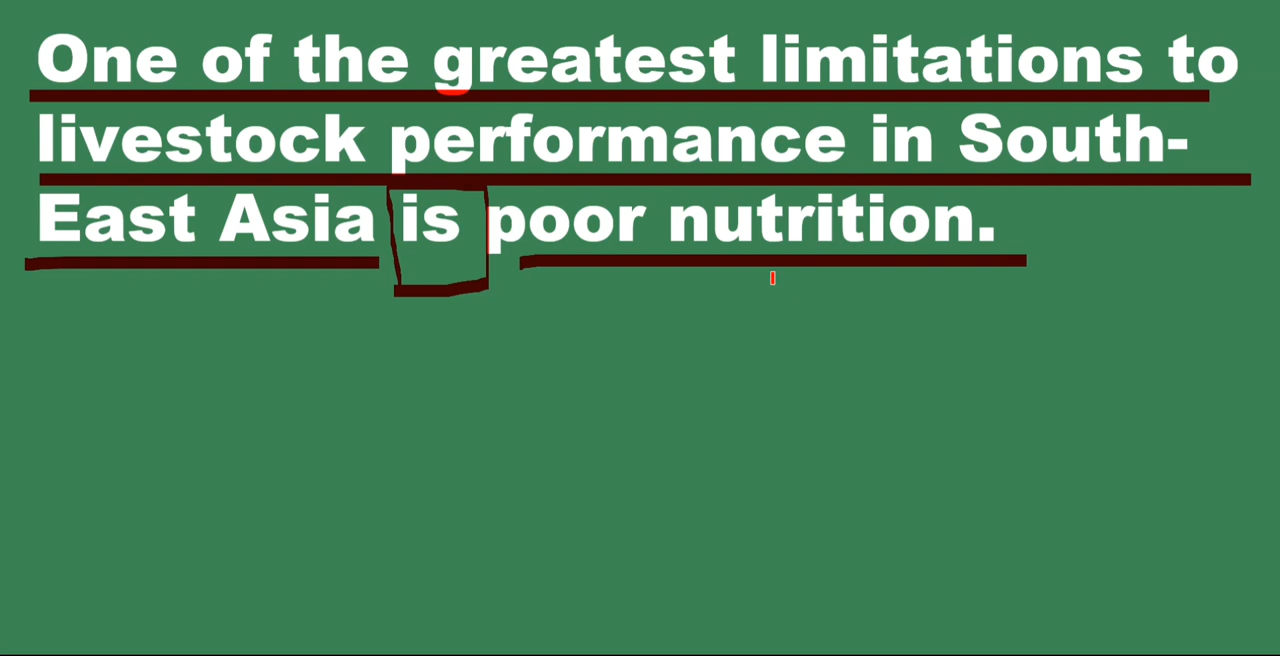 One of the greatest limitations to
livestock performance in South-
East Asia is poor nutrition.